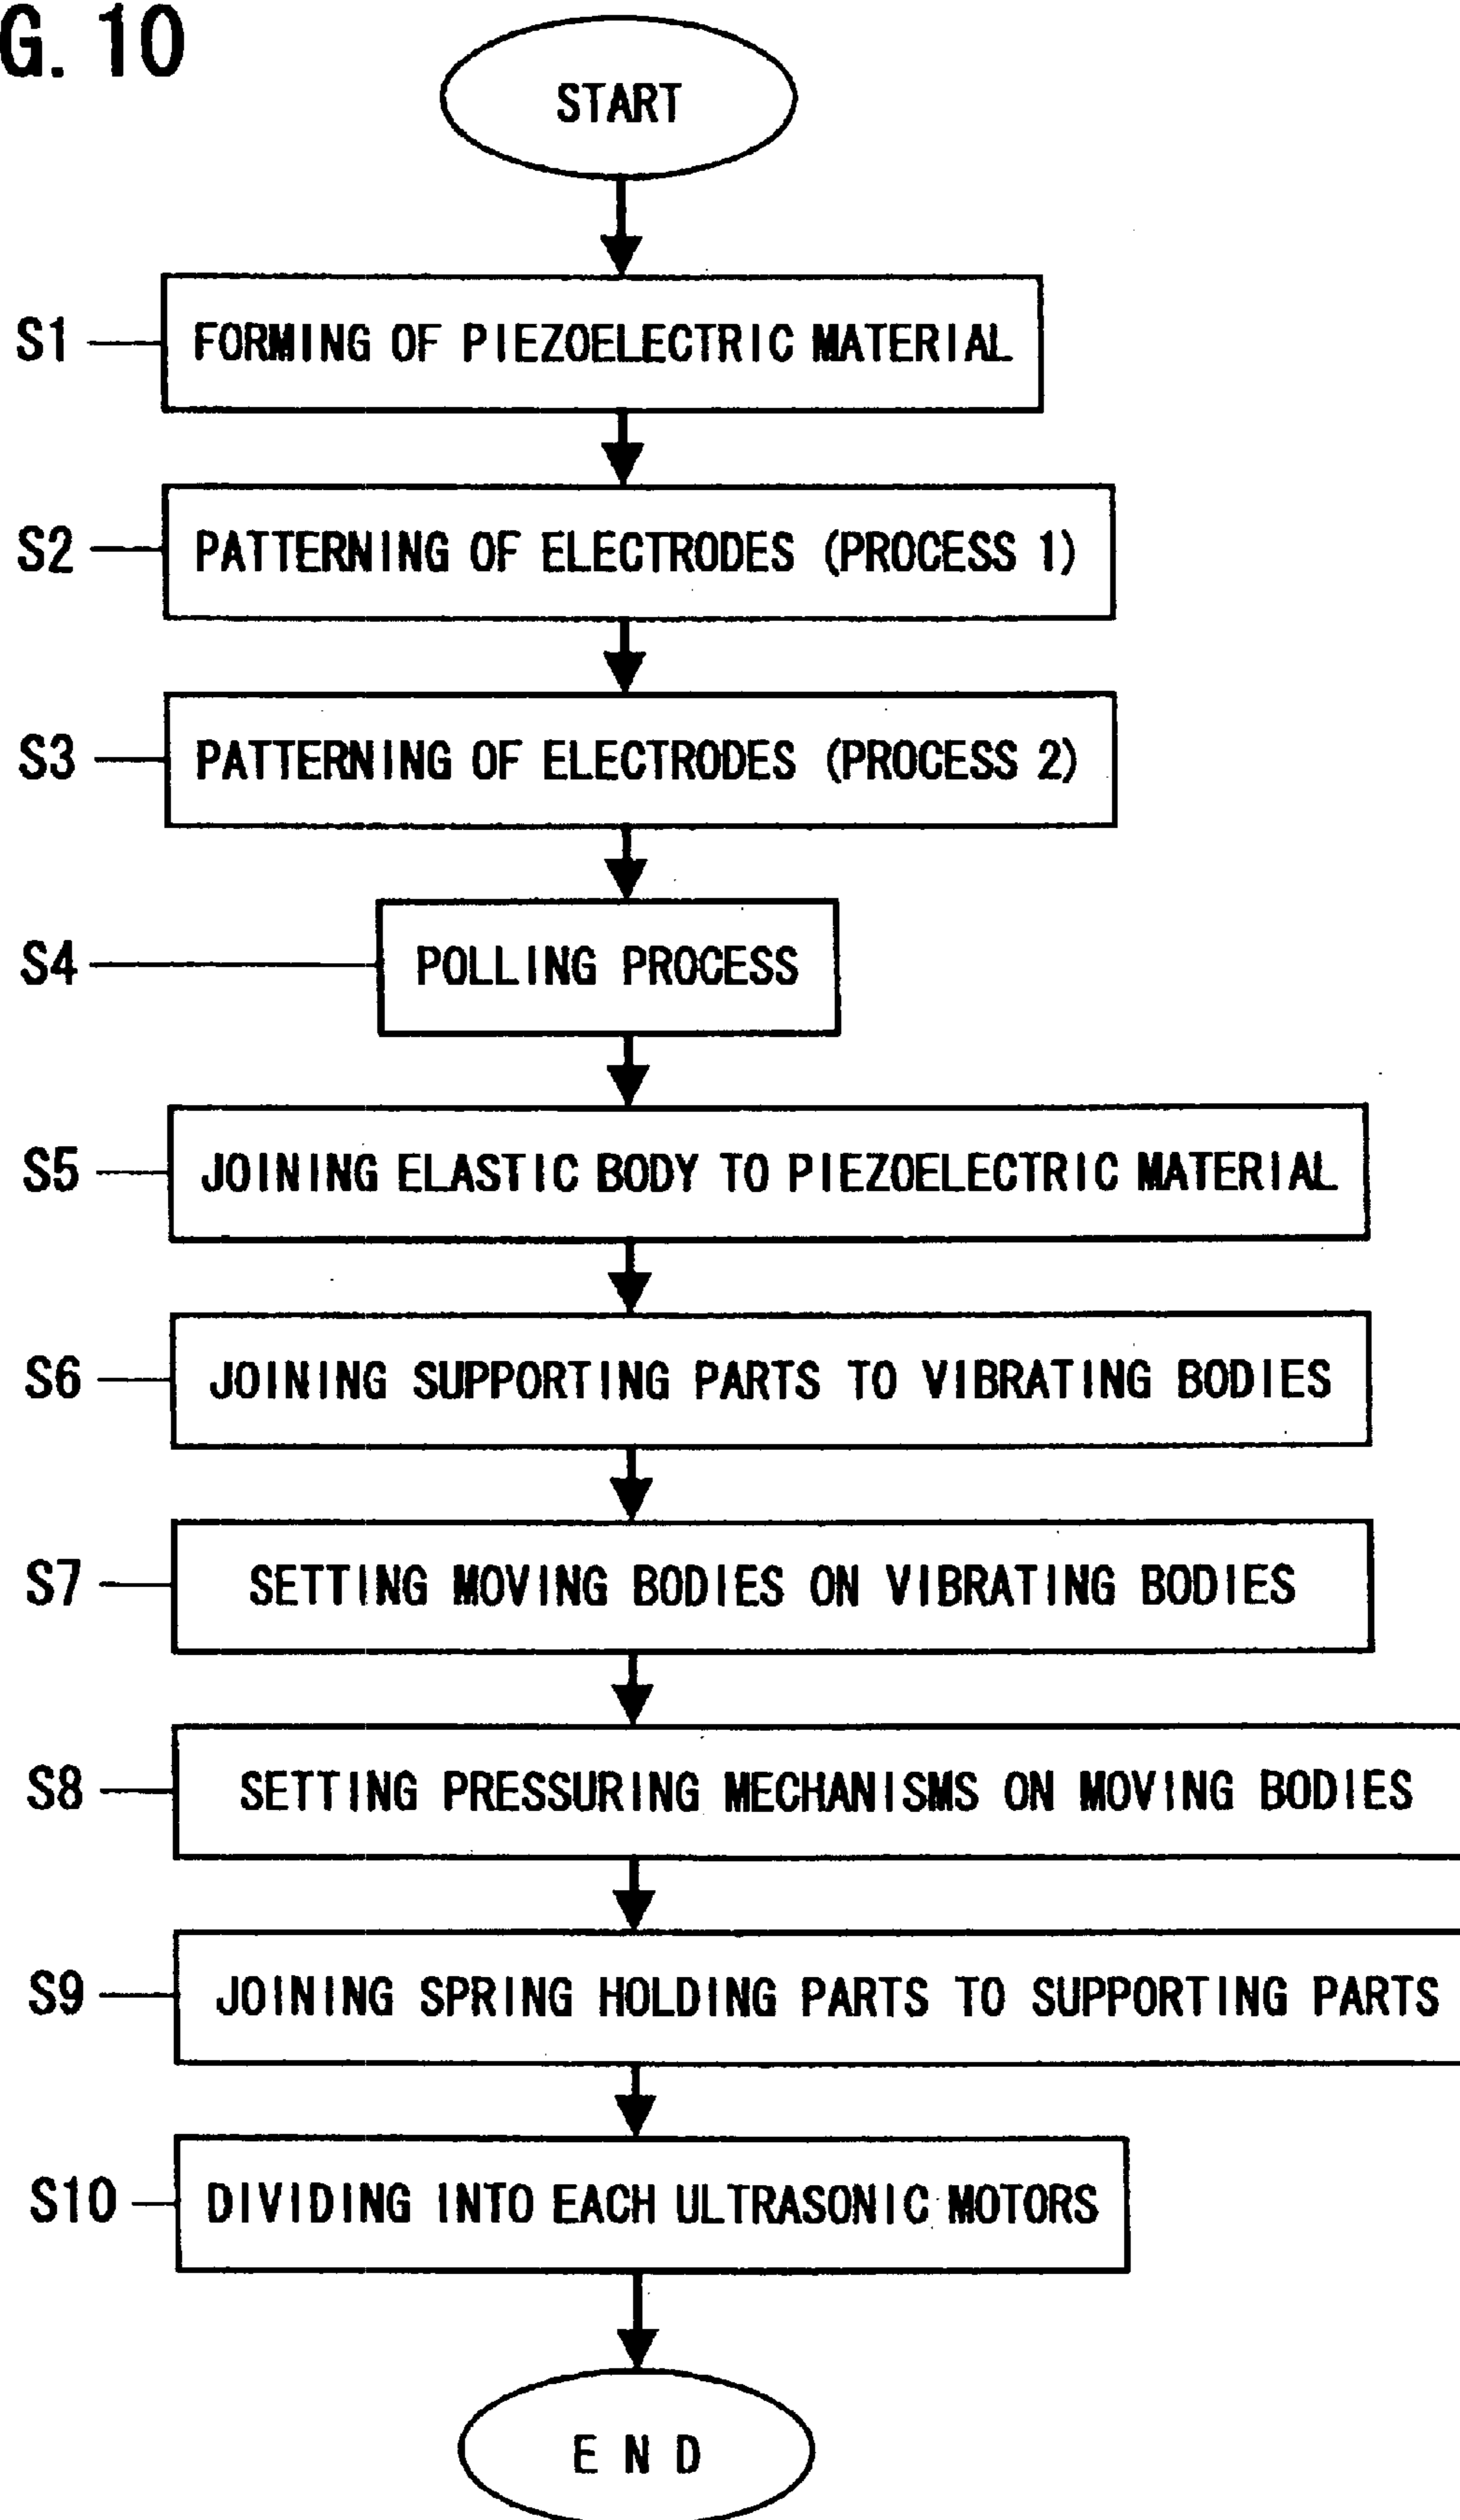 G. 10
START
S1 FORMING OF PIEZOELECTRIC MATERIAL
S2 PATTERNING OF ELECTRODES (PROCESS 1)
S3 PATTERNING OF ELECTRODES (PROCESS 2)
S4 POLLING PROCESS
S5 JOINING ELASTIC BODY TO PIEZOELECTRIC MATERIAL
S6 JOINING SUPPORTING PARTS TO VIBRATING BODIES
S7 SETTING MOVING BODIES ON VIBRATING BODIES
S8 SETTING PRESSURING MECHANISMS ON MOVING BODIES
S9 JOINING SPRING HOLDING PARTS TO SUPPORTING PARTS
S10 DIVIDING INTO EACH ULTRASONIC MOTORS
END